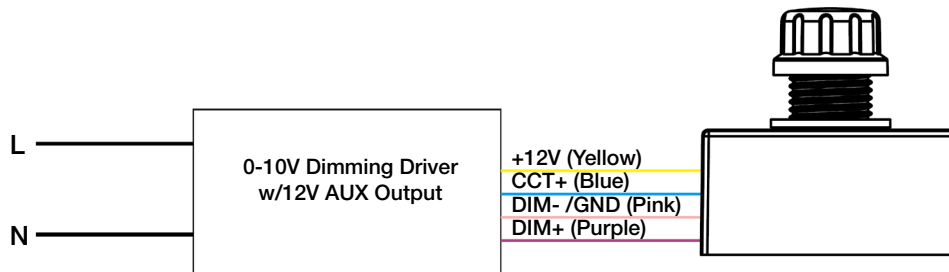 L
0-10V Dimming Driver
w/12V AUX Output
N
+12V (Yellow)
CCT+ (Blue)
DIM- /GND (Pink)
DIM+ (Purple)